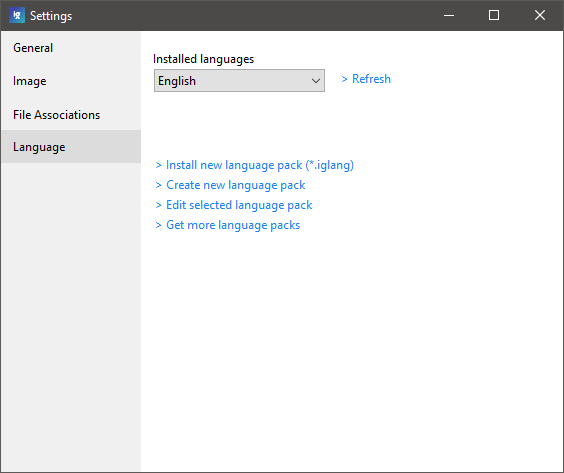 ig Settings
General
Image
File Associations
Language
Installed languages
English
> Refresh
> Install new language pack (*.iglang)
> Create new language pack
> Edit selected language pack
> Get more language packs